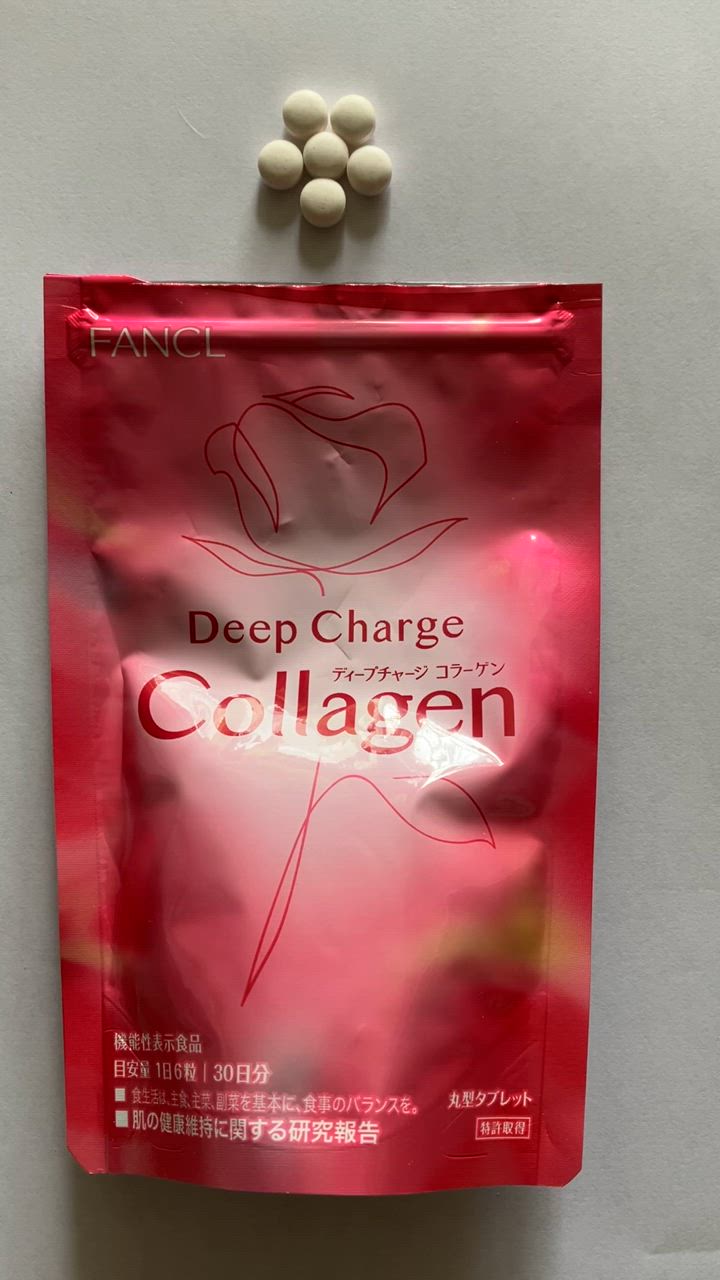 FANCL
Deep Charge
ディープチャージ コラーゲン
Collagen
機能性表示食品
目安量 1日6粒 | 30日分
■ 食生活は、主食、主菜、副菜を基本に、食事のバランスを。
■ 肌の健康維持に関する研究報告
丸型タブレット
特許取得